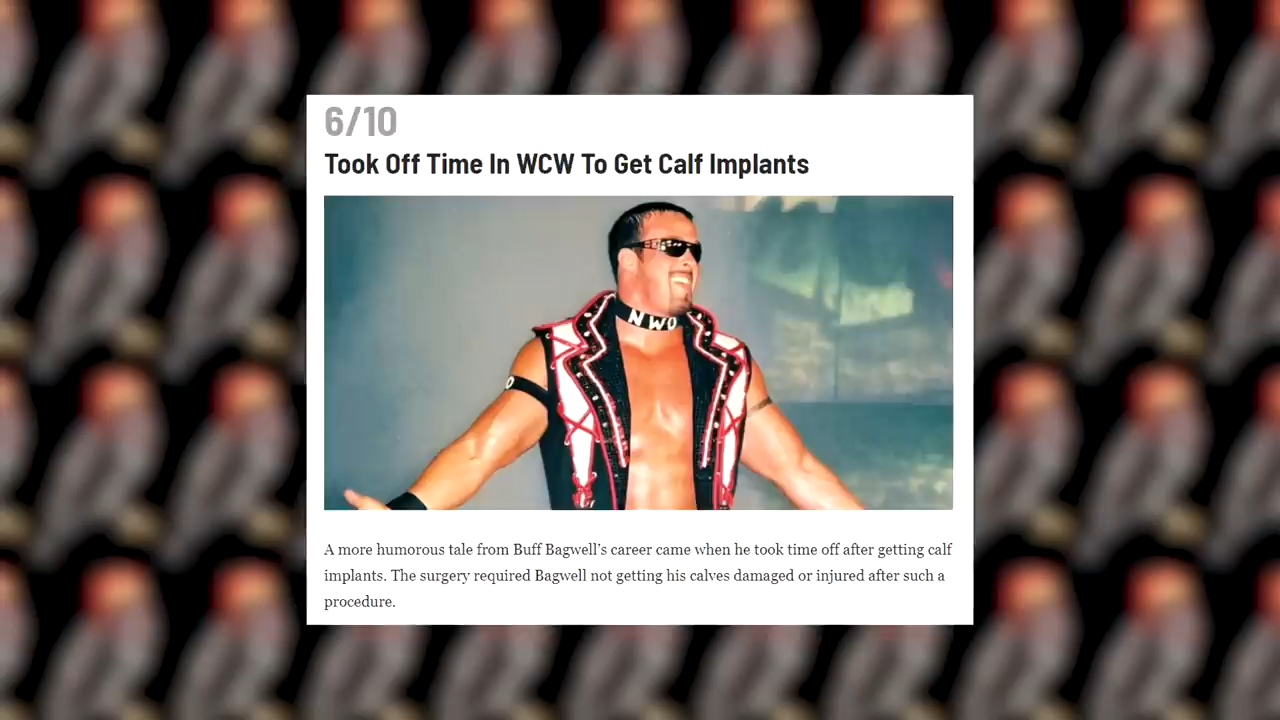 6/10
Took Off Time In WCW To Get Calf Implants
NWO
O
A more humorous tale from Buff Bagwell's career came when he took time off after getting calf
implants. The surgery required Bagwell not getting his calves damaged or injured after such a
procedure.